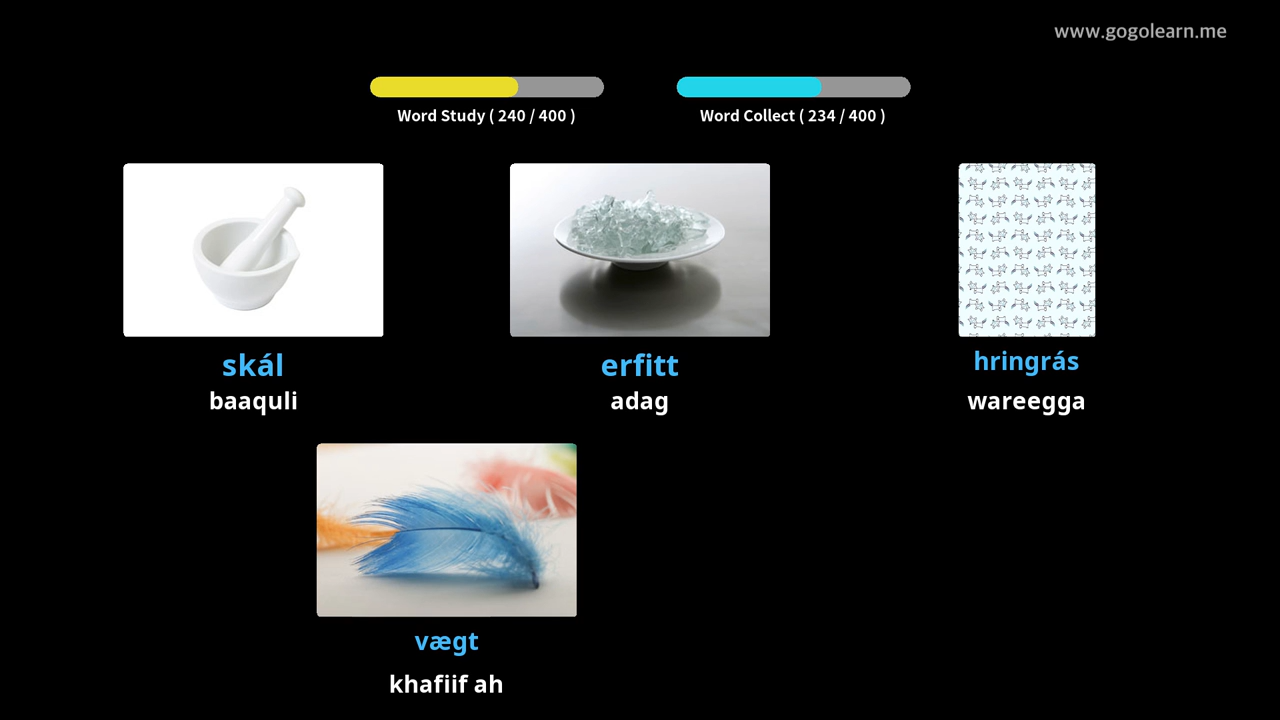 www.gogolearn.me
Word Study ( 240 / 400 )
Word Collect ( 234 / 400 )
skál
baaquli
erfitt
adag
hringrás
wareegga
vægt
khafiif ah